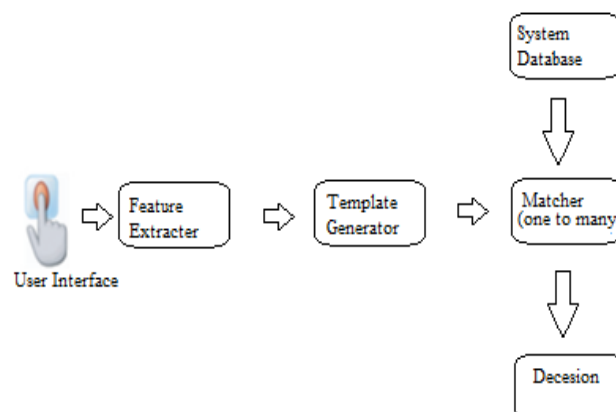 System
Database
Feature
Extracter
Template
Generator
Matcher
(one to many
User Interface
Decesion